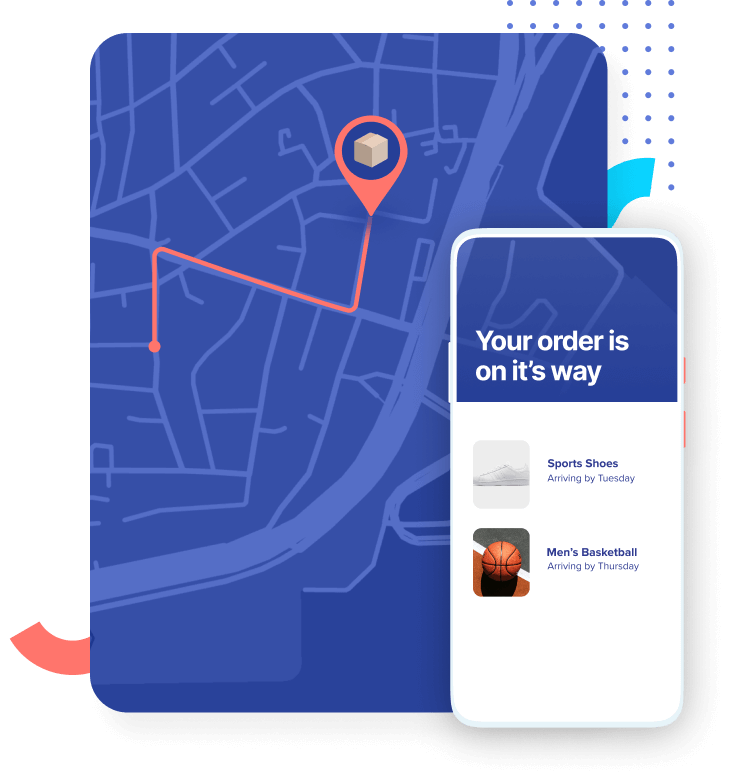 Your order is
on it's way
Sports Shoes
Arriving by Tuesday
Men's Basketball
Arriving by Thursday